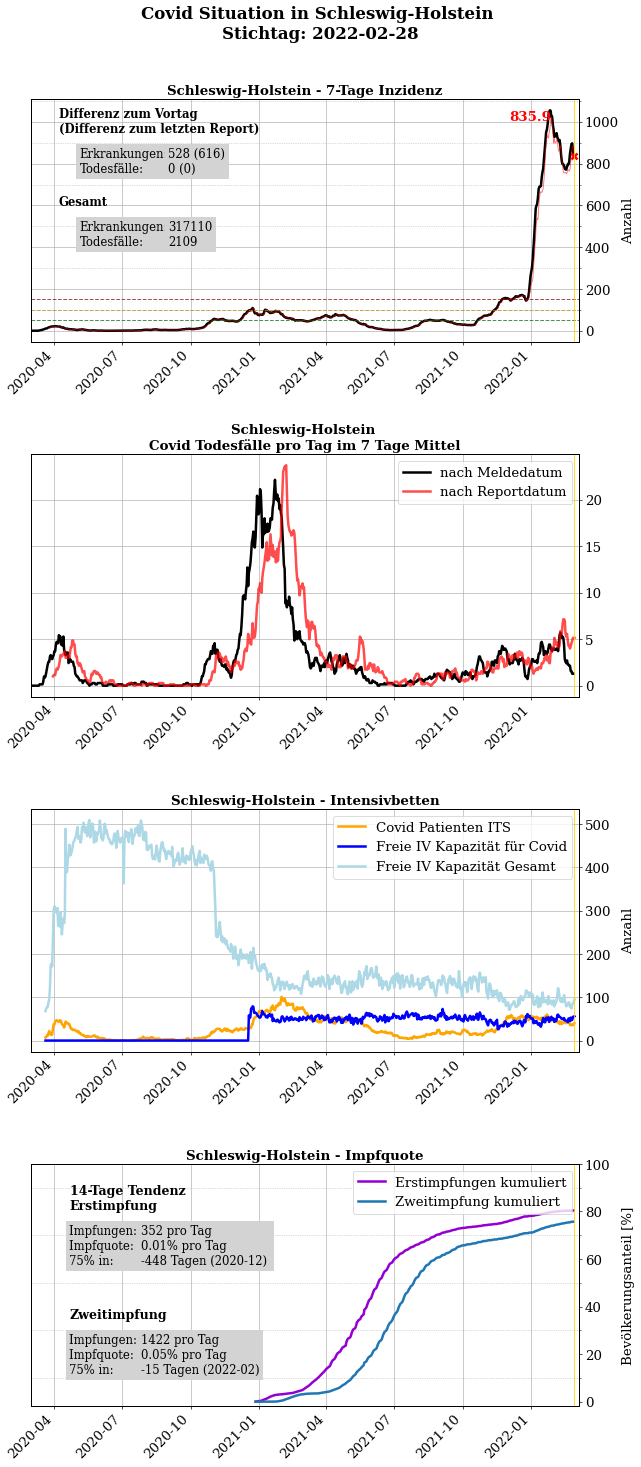 Covid Situation in Schleswig-Holstein
Stichtag: 2022-02-28
Schleswig-Holstein - 7-Tage Inzidenz
Differenz zum Vortag
(Differenz zum letzten Report)
Erkrankungen 528 (616)
Todesfälle: 0 (0)
Gesamt
Erkrankungen 317110
Todesfälle: 2109
835.9
1000
800
600
400
200
0
Anzahl
2020-04
2020-07
2020-10
2021-01
2021-04
2021-07
2021-10
2022-01
Schleswig-Holstein
Covid Todesfälle pro Tag im 7 Tage Mittel
nach Meldedatum
nach Reportdatum
20
15
10
5
0
2020-04
2020-07
2020-10
2021-01
2021-04
2021-07
2021-10
2022-01
Schleswig-Holstein - Intensivbetten
Covid Patienten ITS
Freie IV Kapazität für Covid
Freie IV Kapazität Gesamt
500
400
300
200
100
0
Anzahl
2020-04
2020-07
2020-10
2021-01
2021-04
2021-07
2021-10
2022-01
Schleswig-Holstein - Impfquote
14-Tage Tendenz
Erstimpfung
Impfungen: 352 pro Tag
Impfquote: 0.01% pro Tag
75% in: -448 Tagen (2020-12)
Zweitimpfung
Impfungen: 1422 pro Tag
Impfquote: 0.05% pro Tag
75% in: -15 Tagen (2022-02)
Erstimpfungen kumuliert
Zweitimpfung kumuliert
100
80
60
40
20
0
Bevölkerungsanteil [%]
2020-04
2020-07
2020-10
2021-01
2021-04
2021-07
2021-10
2022-01